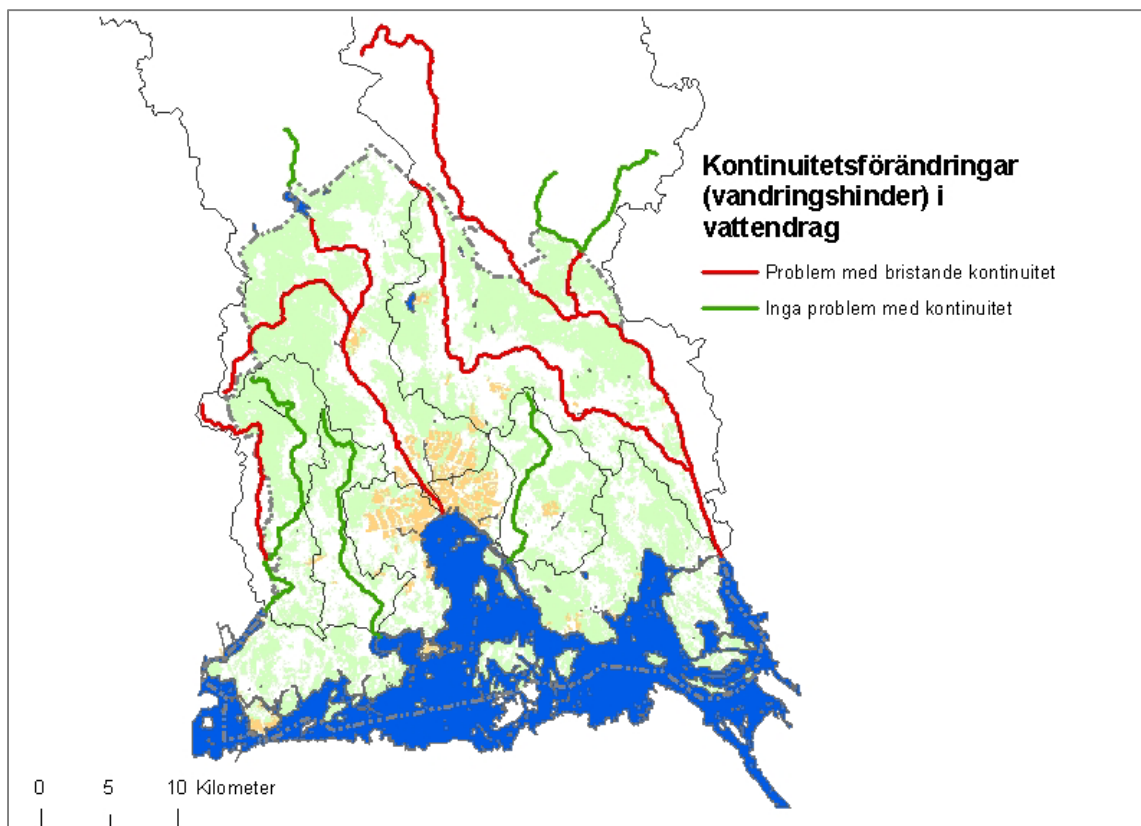 Kontinuitetsförändringar
(vandringshinder) i
vattendrag
Problem med bristande kontinuitet
Inga problem med kontinuitet
0 5 10 Kilometer